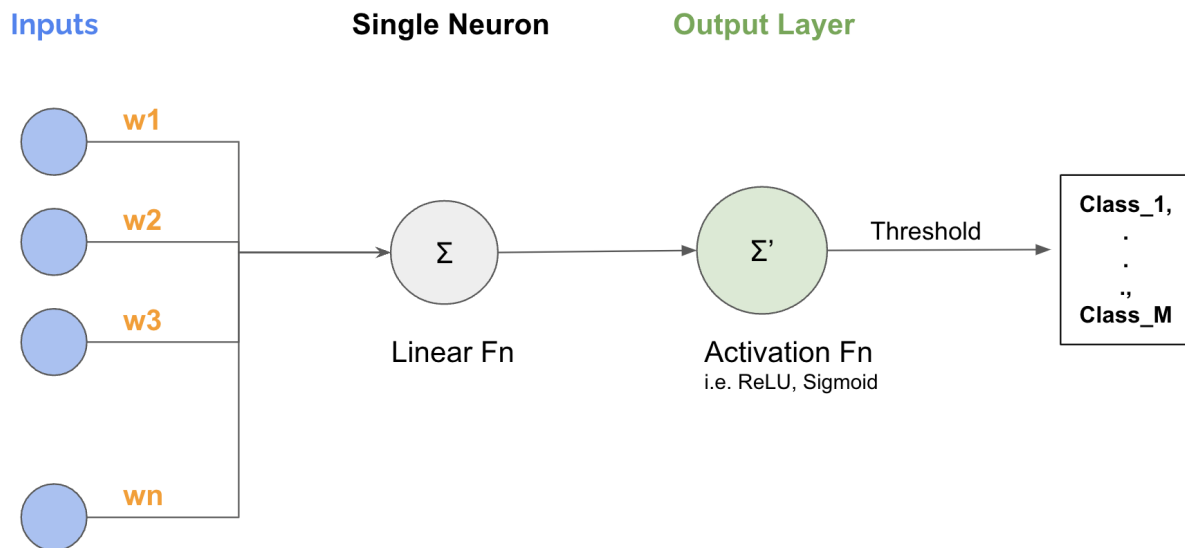 Inputs
Single Neuron
Output Layer
w1
w2
w3
wn
Σ
Linear Fn
Σ’
Activation Fn
i.e. ReLU, Sigmoid
Threshold
Class_1,
.
.
.,
Class_M